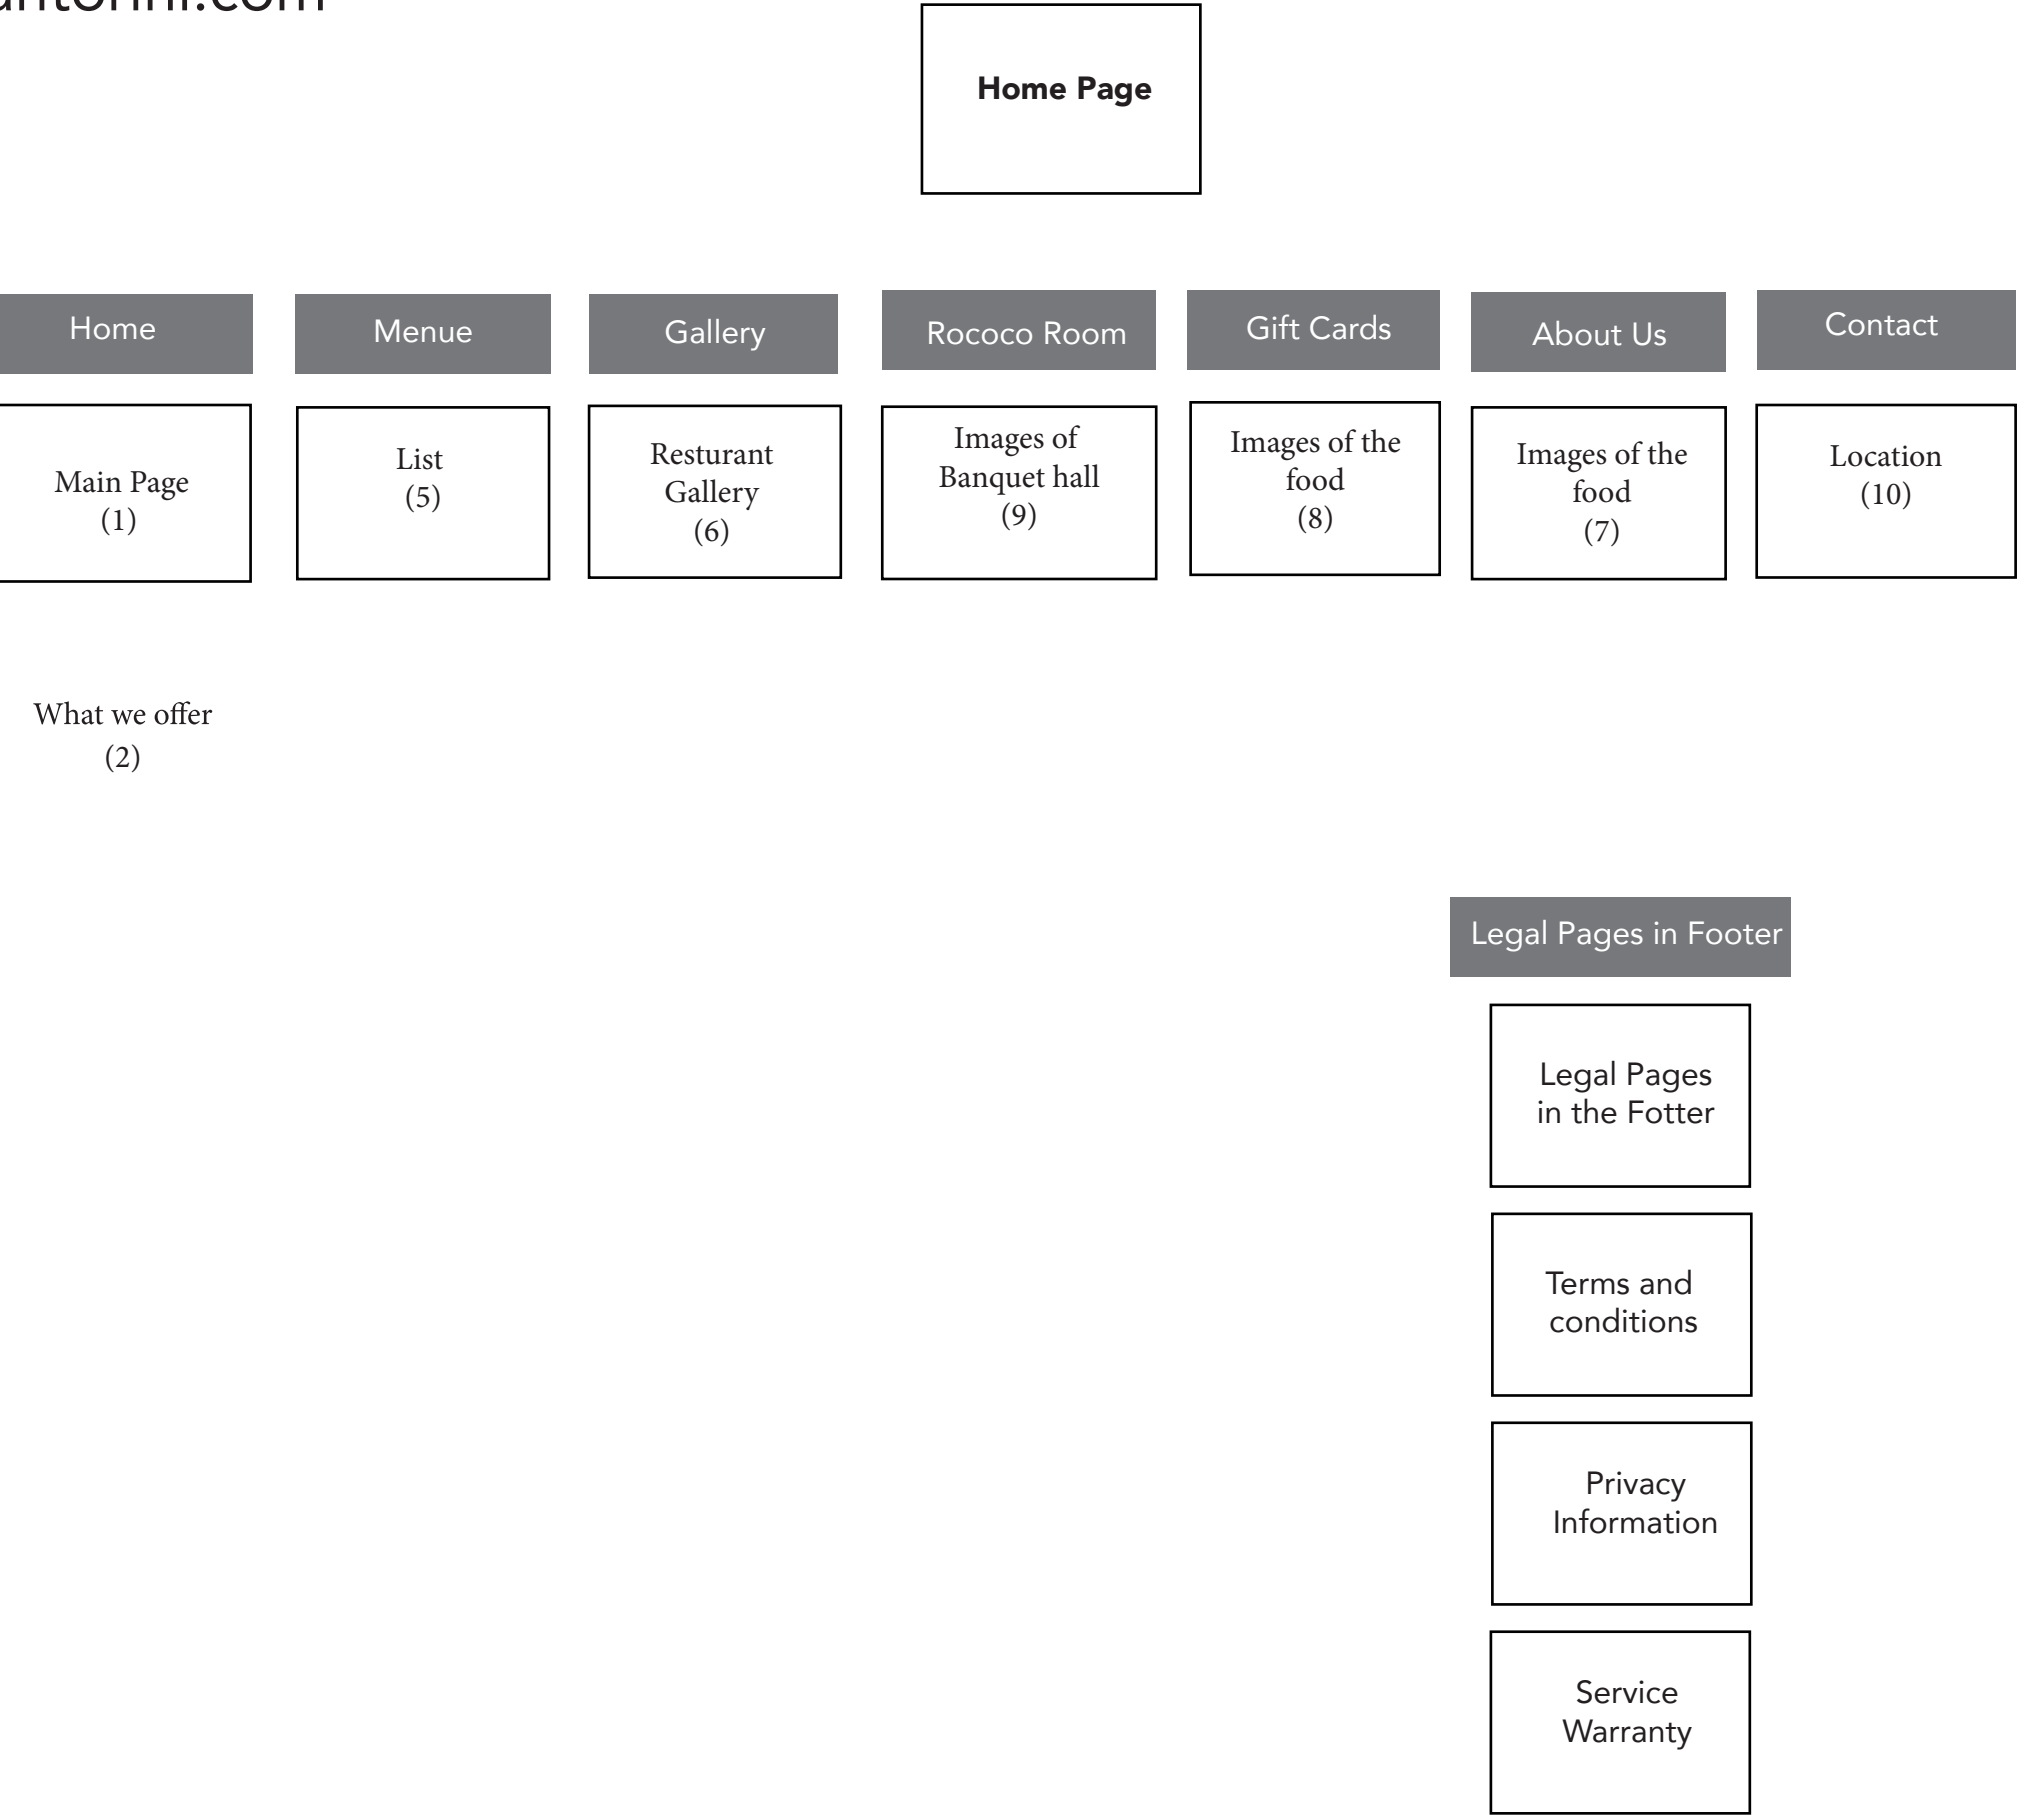 Home Page
Home
Menue
Gallery
Rococo Room
Gift Cards
About Us
Contact
Main Page
(1)
List
(5)
Resturant
Gallery
(6)
Images of
Banquet hall
(9)
Images of the
food
(8)
Images of the
food
(7)
Location
(10)
What we offer
(2)
Legal Pages in Footer
Legal Pages
in the Fotter
Terms and
conditions
Privacy
Information
Service
Warranty